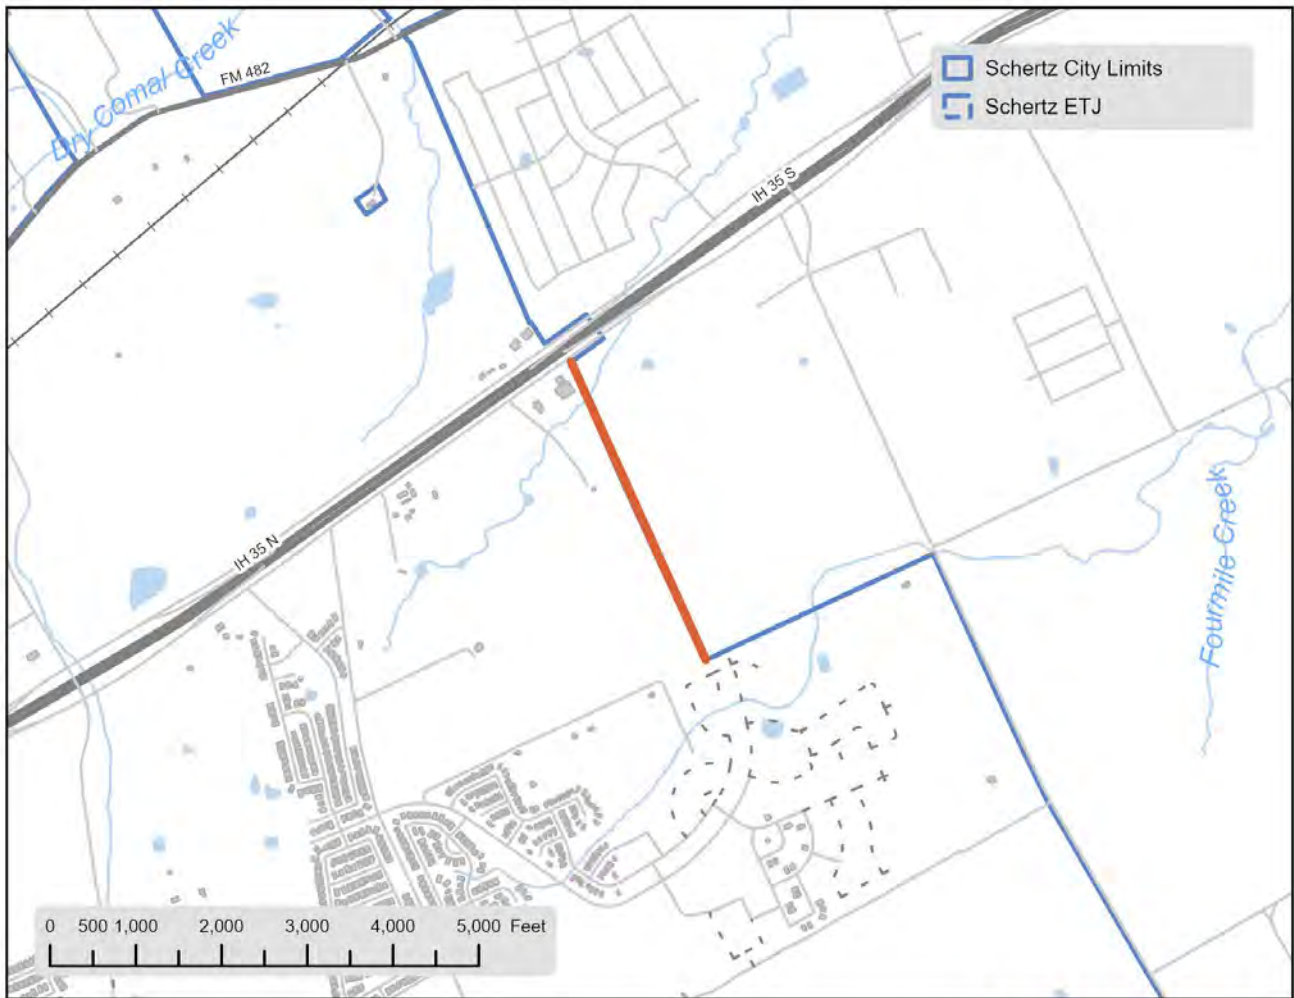 Dry Comal Creek
FM 482
Schertz City Limits
Schertz ETJ
IH 35 S
IH 35 N
Fourmile Creek
0 500 1,000 2,000 3,000 4,000 5,000 Feet